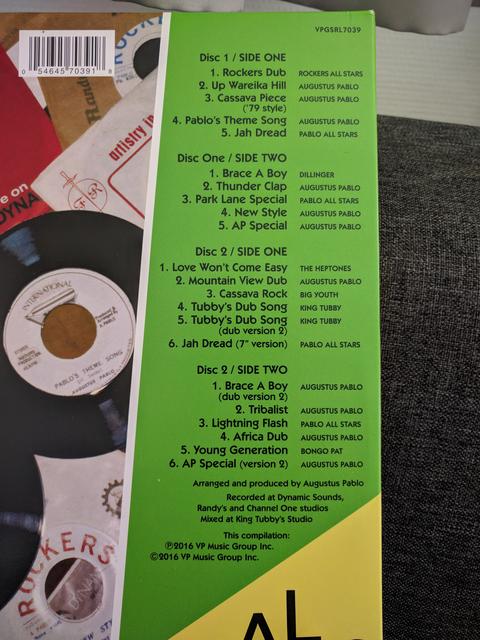 VPGSRL7039
0 54645 70391 8
Disc 1 / SIDE ONE
1. Rockers Dub ROCKERS ALL STARS
2. Up Wareika Hill AUGUSTUS PABLO
3. Cassava Piece AUGUSTUS PABLO
('79 style)
4. Pablo's Theme Song AUGUSTUS PABLO
5. Jah Dread PABLO ALL STARS
Disc One / SIDE TWO
1. Brace A Boy DILLINGER
2. Thunder Clap AUGUSTUS PABLO
3. Park Lane Special PABLO ALL STARS
4. New Style AUGUSTUS PABLO
5. AP Special AUGUSTUS PABLO
Disc 2 / SIDE ONE
1. Love Won't Come Easy THE HEPTONES
2. Mountain View Dub AUGUSTUS PABLO
3. Cassava Rock BIG YOUTH
4. Tubby's Dub Song KING TUBBY
5. Tubby's Dub Song KING TUBBY
(dub version 2)
6. Jah Dread (7" version) PABLO ALL STARS
Disc 2 / SIDE TWO
1. Brace A Boy AUGUSTUS PABLO
(dub version 2)
2. Tribalist AUGUSTUS PABLO
3. Lightning Flash PABLO ALL STARS
4. Africa Dub AUGUSTUS PABLO
5. Young Generation BONGO PAT
6. AP Special (version 2) AUGUSTUS PABLO
Arranged and produced by Augustus Pablo
Recorded at Dynamic Sounds,
Randy's and Channel One studios
Mixed at King Tubby's Studio
This compilation:
℗2016 VP Music Group Inc.
©2016 VP Music Group Inc.
AL
artistry in
e on
DYNA
INTERNATIONAL
PABLO'S THEME SONG
AUGUSTUS PABLO
ROCKERS